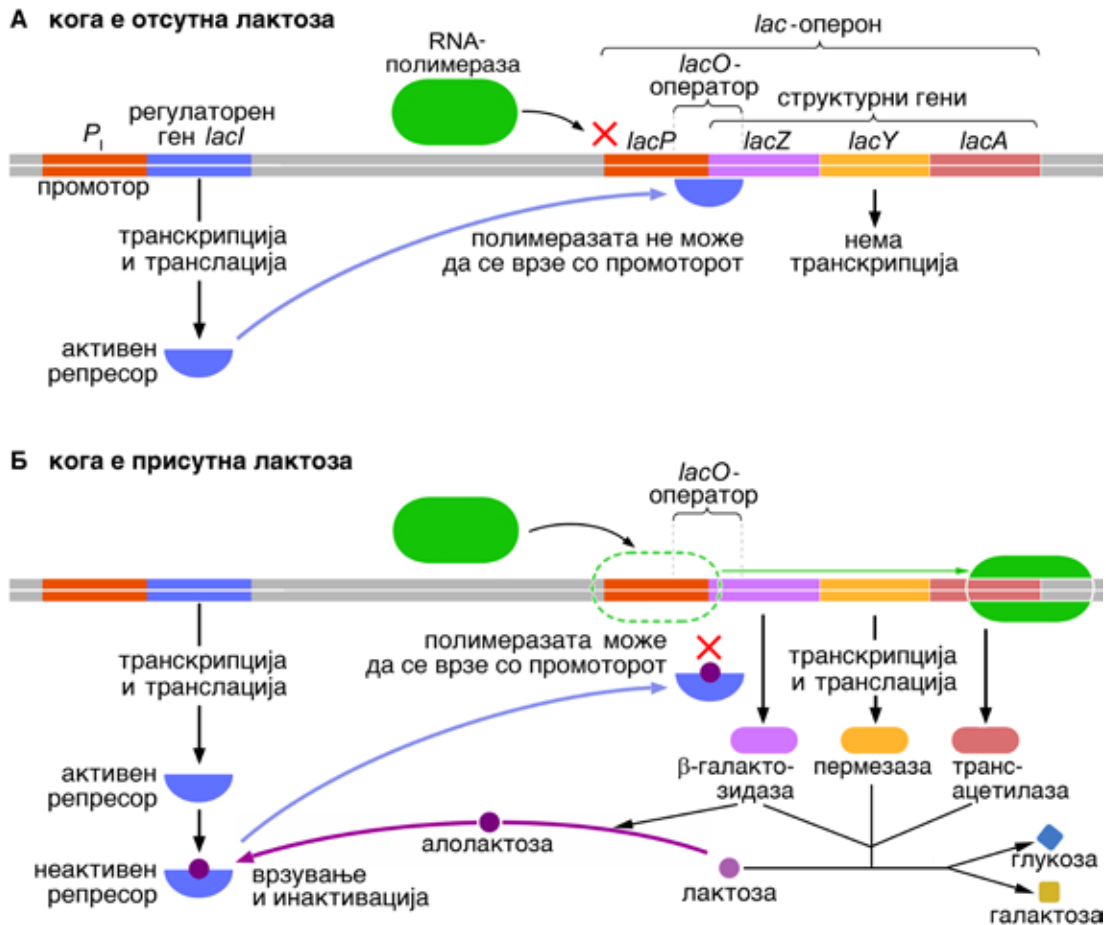 А кога е отсутна лактоза
RNA-
полимераза
lac-оперон
lacO-
оператор
структурни гени
регулаторен
ген lacI
P_I
lacP
lacZ
lacY
lacA
промотор
транскрипција
и транслација
полимеразата не може
да се врзе со промоторот
нема
транскрипција
активен
репресор
Б кога е присутна лактоза
lacO-
оператор
полимеразата може
да се врзе со промоторот
транскрипција
и транслација
транскрипција
и транслација
активен
репресор
β-галакто-
зидаза
пермезаза
транс-
ацетилаза
алолактоза
неактивен
репресор
врзување
и инактивација
лактоза
глукоза
галактоза